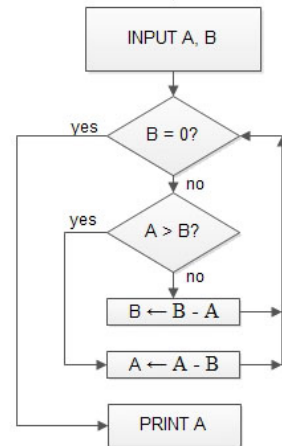 INPUT A, B
yes
B = 0?
no
yes
A > B?
no
B ← B - A
A ← A - B
PRINT A